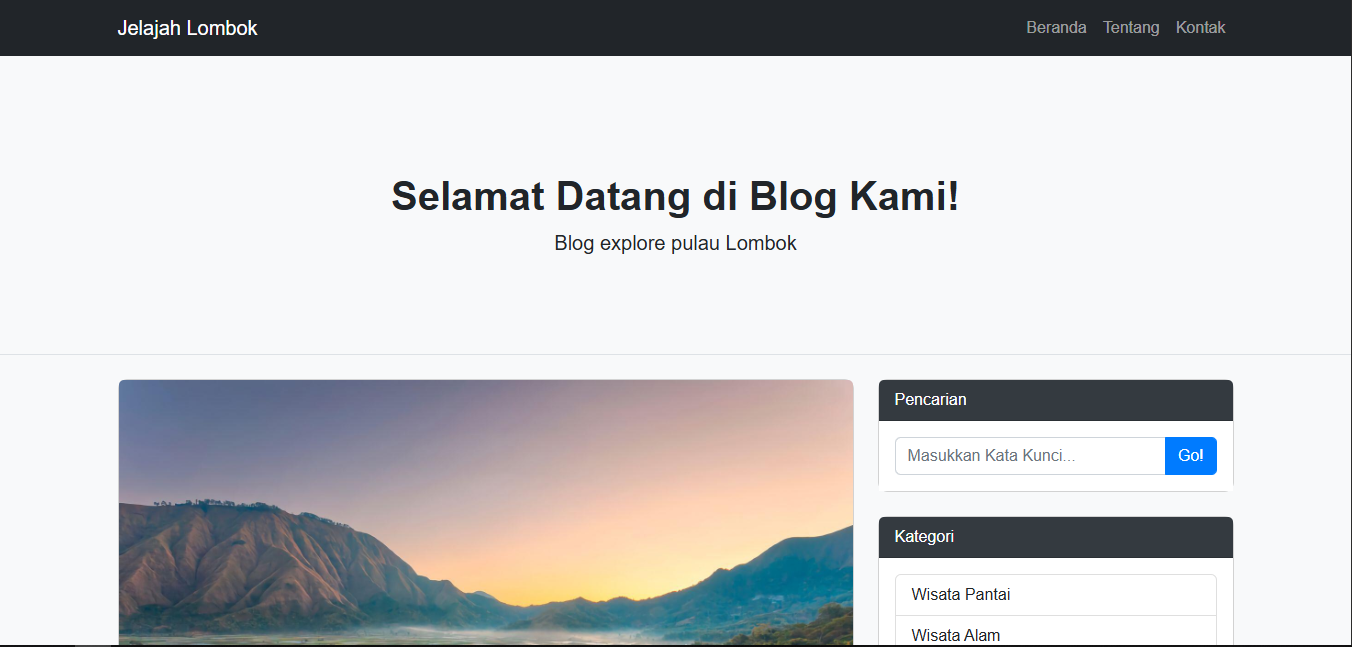 Jelajah Lombok
Beranda Tentang Kontak
Selamat Datang di Blog Kami!
Blog explore pulau Lombok
Pencarian
Masukkan Kata Kunci...
Go!
Kategori
Wisata Pantai
Wisata Alam